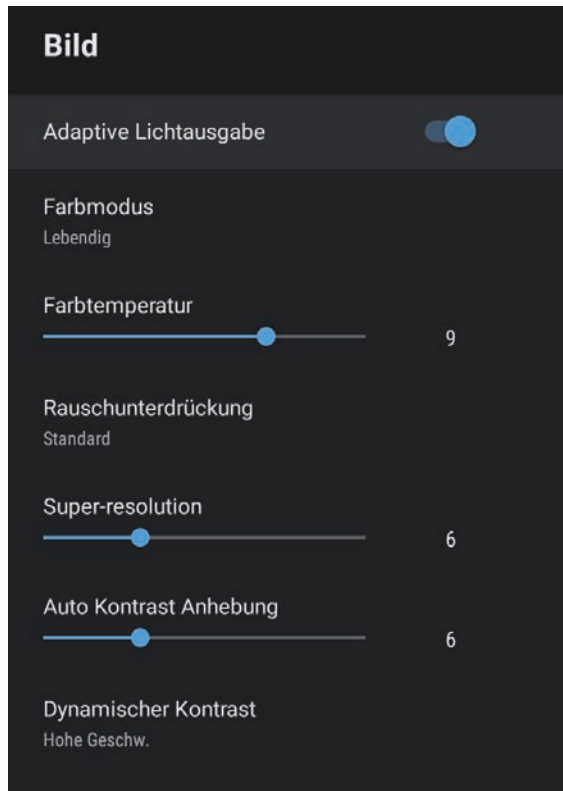 Bild
Adaptive Lichtausgabe
Farbmodus
Lebendig
Farbtemperatur
9
Rauschunterdrückung
Standard
Super-resolution
6
Auto Kontrast Anhebung
6
Dynamischer Kontrast
Hohe Geschw.